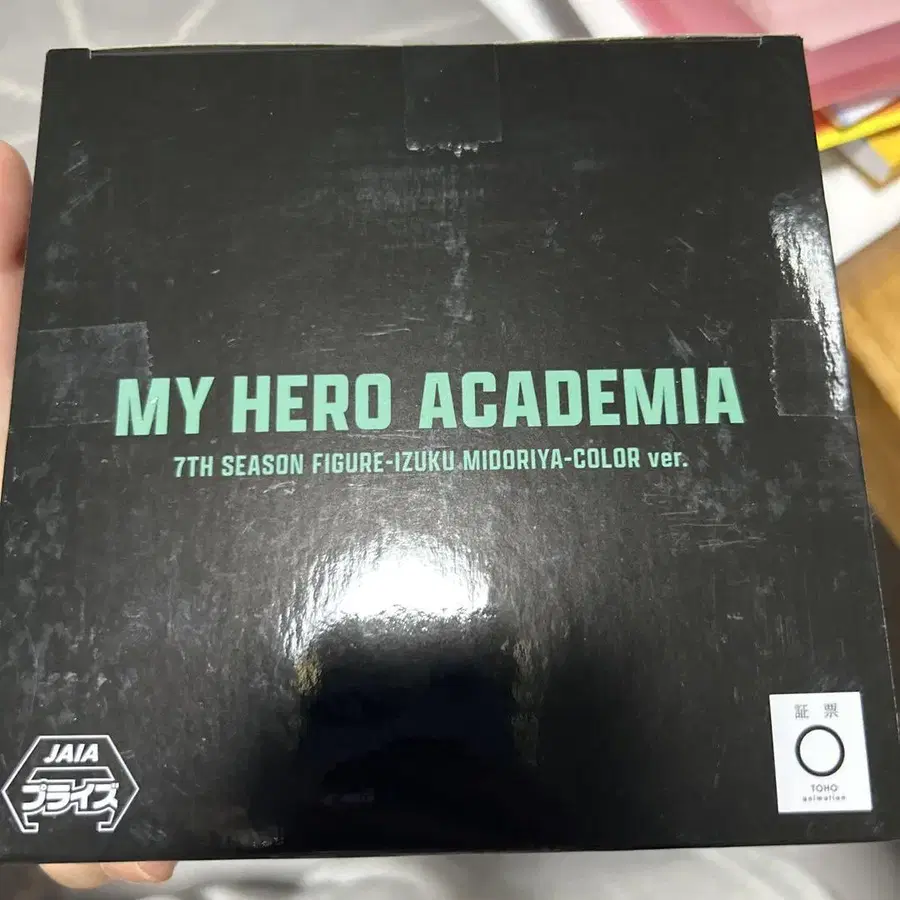 MY HERO ACADEMIA
7TH SEASON FIGURE-IZUKU MIDORIYA-COLOR ver.
JAIA
プライズ
証 票
TOHO
animation